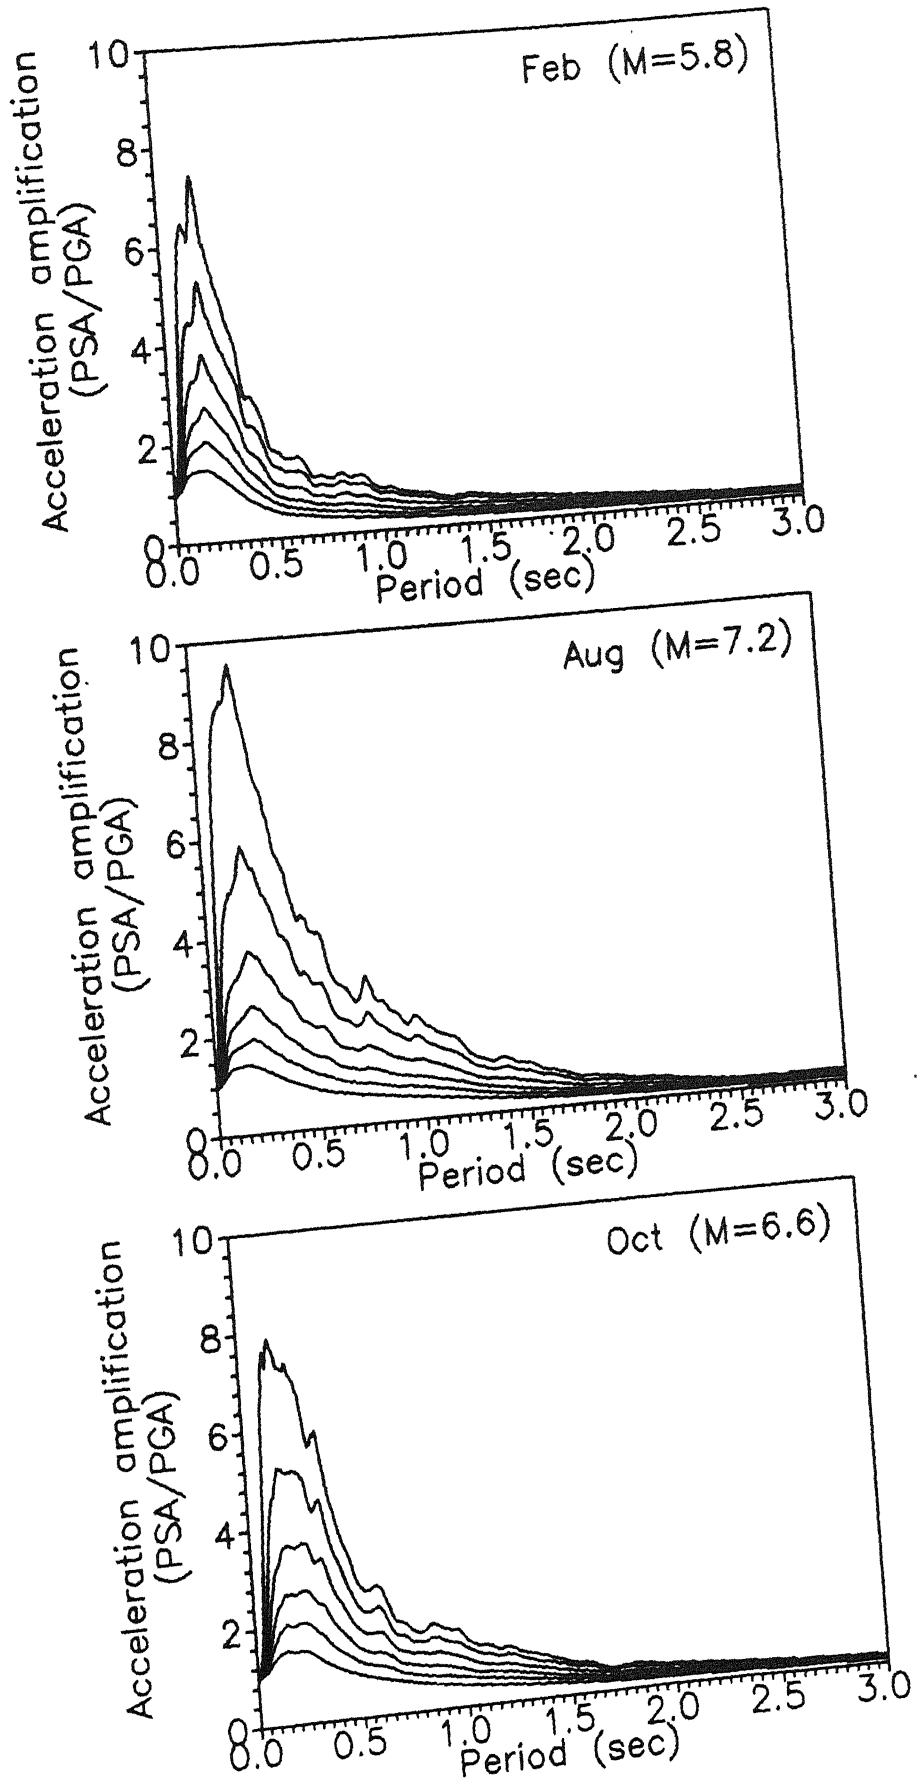 Feb (M=5.8)
Acceleration amplification
(PSA/PGA)
10
8
6
4
2
0
0.0 0.5 1.0 1.5 2.0 2.5 3.0
Period (sec)
Aug (M=7.2)
Acceleration amplification
(PSA/PGA)
10
8
6
4
2
0
0.0 0.5 1.0 1.5 2.0 2.5 3.0
Period (sec)
Oct (M=6.6)
Acceleration amplification
(PSA/PGA)
10
8
6
4
2
0
0.0 0.5 1.0 1.5 2.0 2.5 3.0
Period (sec)